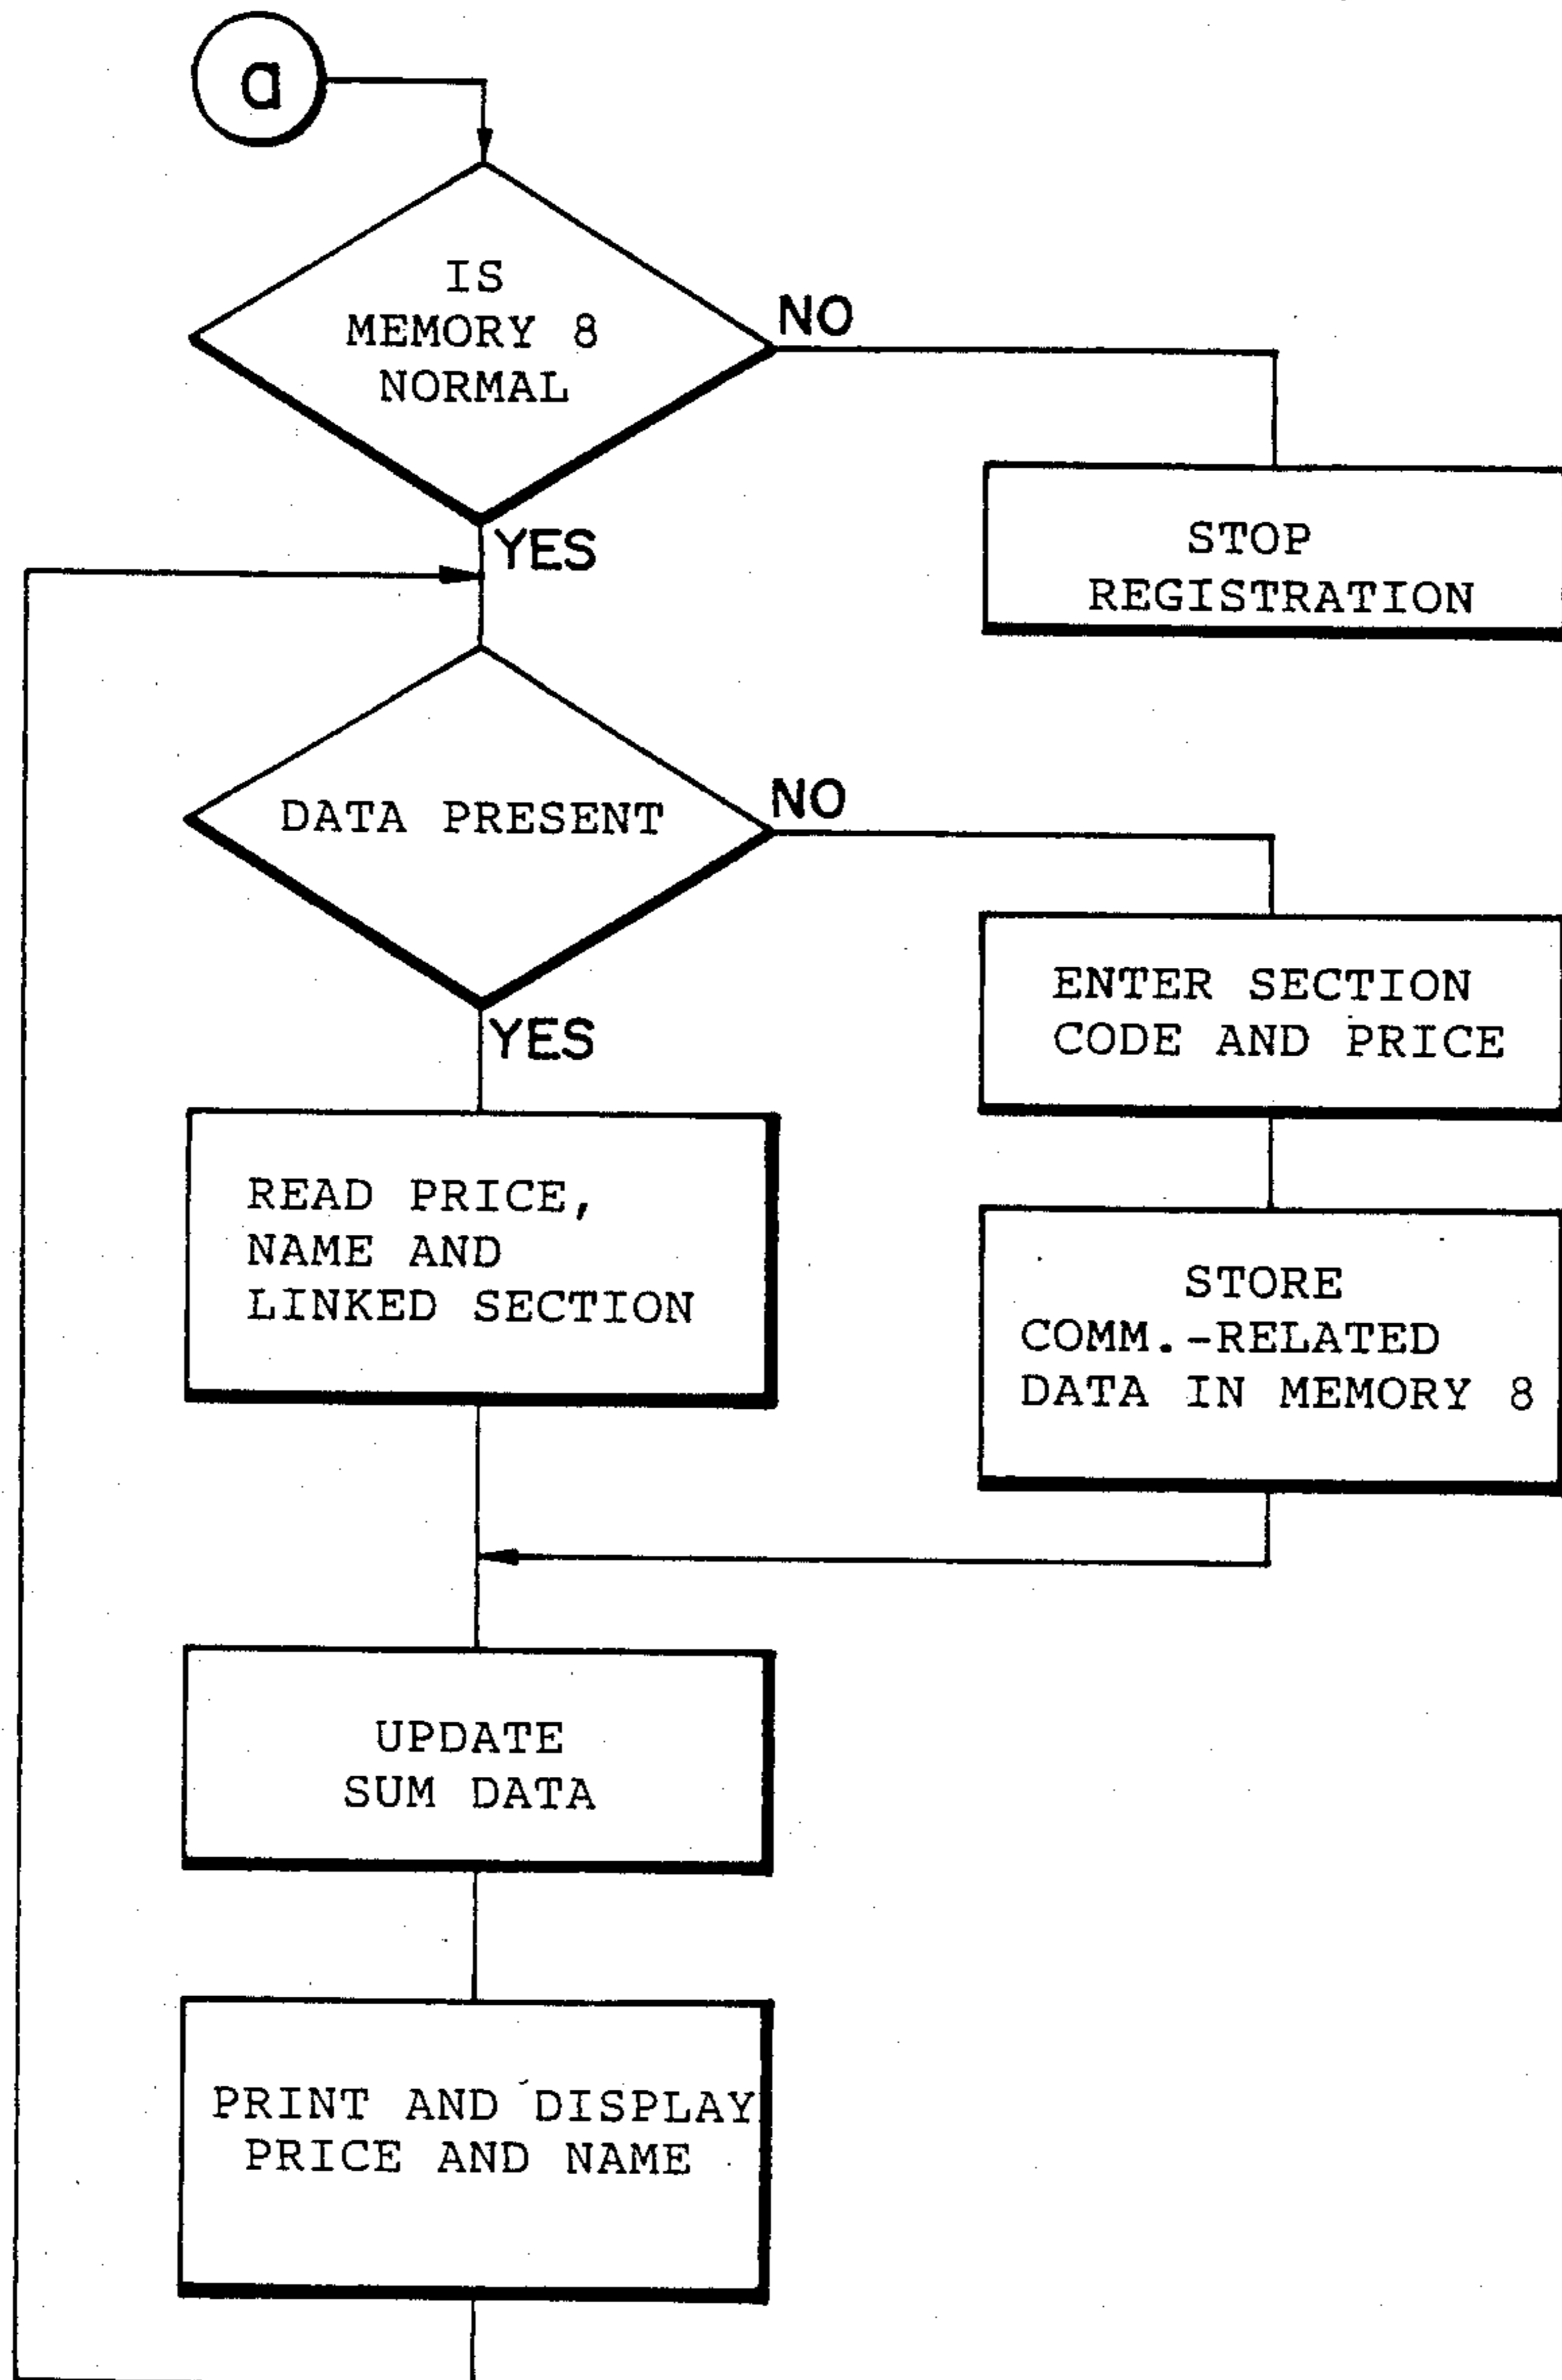 a
IS
MEMORY 8
NORMAL
NO
YES
STOP
REGISTRATION
DATA PRESENT
NO
YES
ENTER SECTION
CODE AND PRICE
READ PRICE,
NAME AND
LINKED SECTION
STORE
COMM.-RELATED
DATA IN MEMORY 8
UPDATE
SUM DATA
PRINT AND DISPLAY
PRICE AND NAME